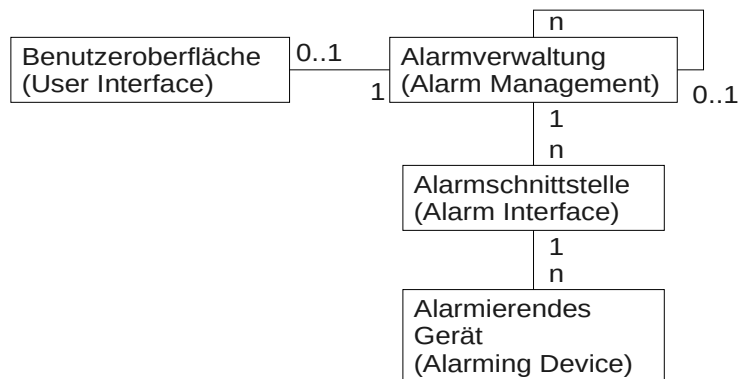 n
Benutzeroberfläche
(User Interface)
0..1
1
Alarmverwaltung
(Alarm Management)
0..1
1
n
Alarmschnittstelle
(Alarm Interface)
1
n
Alarmierendes
Gerät
(Alarming Device)